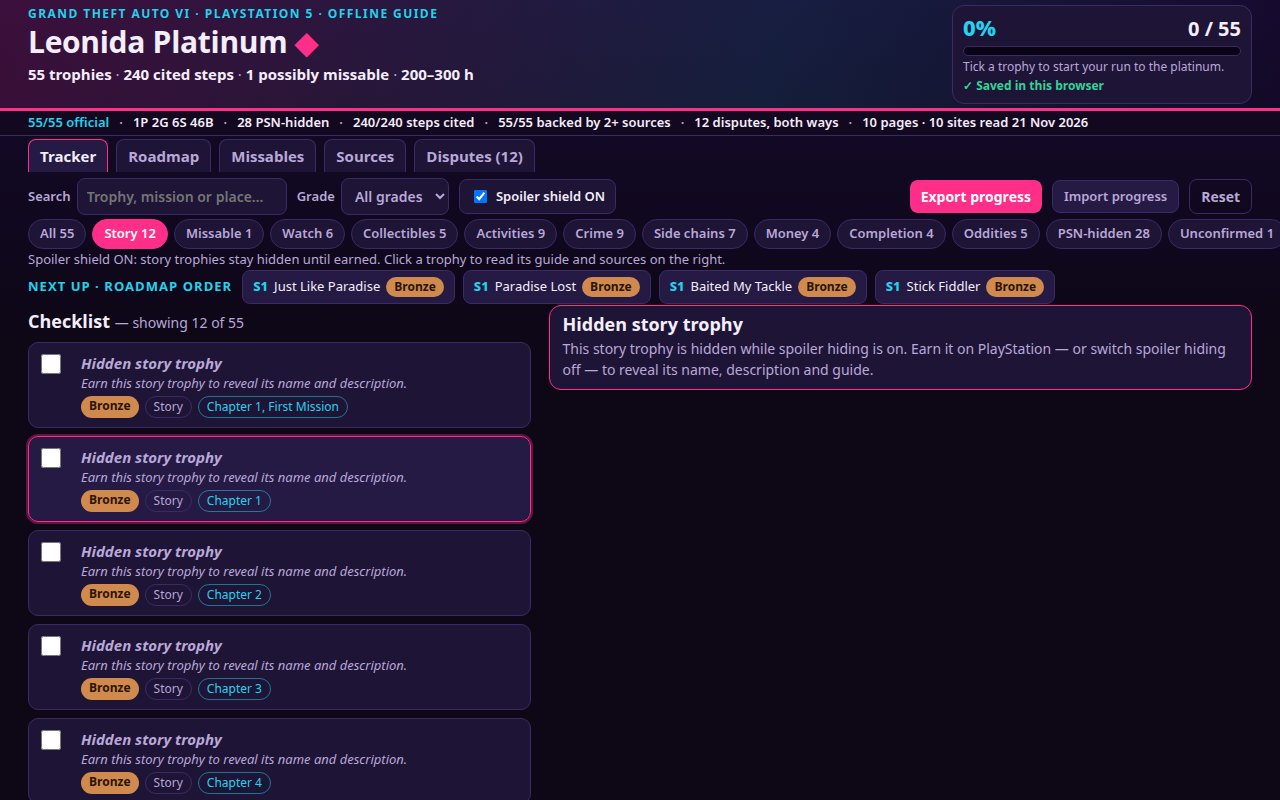 GRAND THEFT AUTO VI · PLAYSTATION 5 · OFFLINE GUIDE
Leonida Platinum
55 trophies · 240 cited steps · 1 possibly missable · 200–300 h
0% 0 / 55
Tick a trophy to start your run to the platinum.
✓ Saved in this browser
55/55 official · 1P 2G 6S 46B · 28 PSN-hidden · 240/240 steps cited · 55/55 backed by 2+ sources · 12 disputes, both ways · 10 pages · 10 sites read 21 Nov 2026
Tracker Roadmap Missables Sources Disputes (12)
Search Trophy, mission or place... Grade All grades Spoiler shield ON Export progress Import progress Reset
All 55 Story 12 Missable 1 Watch 6 Collectibles 5 Activities 9 Crime 9 Side chains 7 Money 4 Completion 4 Oddities 5 PSN-hidden 28 Unconfirmed 1
Spoiler shield ON: story trophies stay hidden until earned. Click a trophy to read its guide and sources on the right.
NEXT UP · ROADMAP ORDER S1 Just Like Paradise Bronze S1 Paradise Lost Bronze S1 Baited My Tackle Bronze S1 Stick Fiddler Bronze
Checklist — showing 12 of 55
Hidden story trophy
Earn this story trophy to reveal its name and description.
Bronze Story Chapter 1, First Mission
Hidden story trophy
Earn this story trophy to reveal its name and description.
Bronze Story Chapter 1
Hidden story trophy
Earn this story trophy to reveal its name and description.
Bronze Story Chapter 2
Hidden story trophy
Earn this story trophy to reveal its name and description.
Bronze Story Chapter 3
Hidden story trophy
Earn this story trophy to reveal its name and description.
Bronze Story Chapter 4
Hidden story trophy
This story trophy is hidden while spoiler hiding is on. Earn it on PlayStation — or switch spoiler hiding
off — to reveal its name, description and guide.